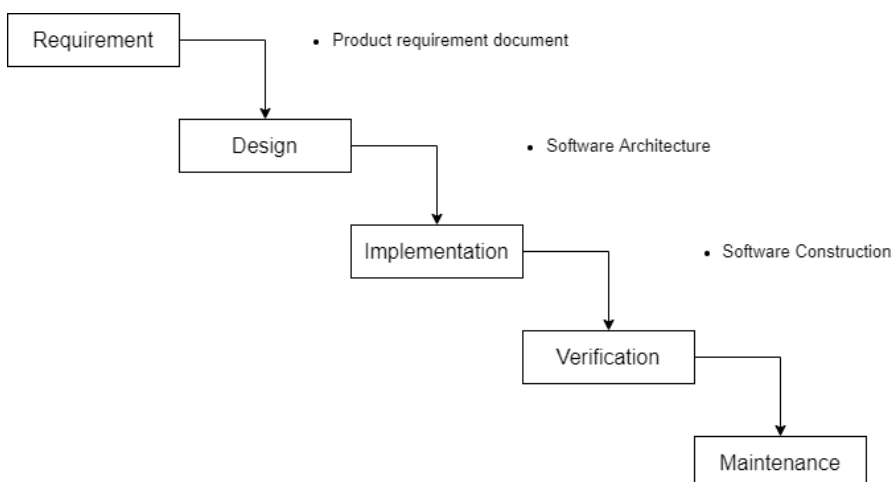 Requirement
• Product requirement document
Design
• Software Architecture
Implementation
• Software Construction
Verification
Maintenance